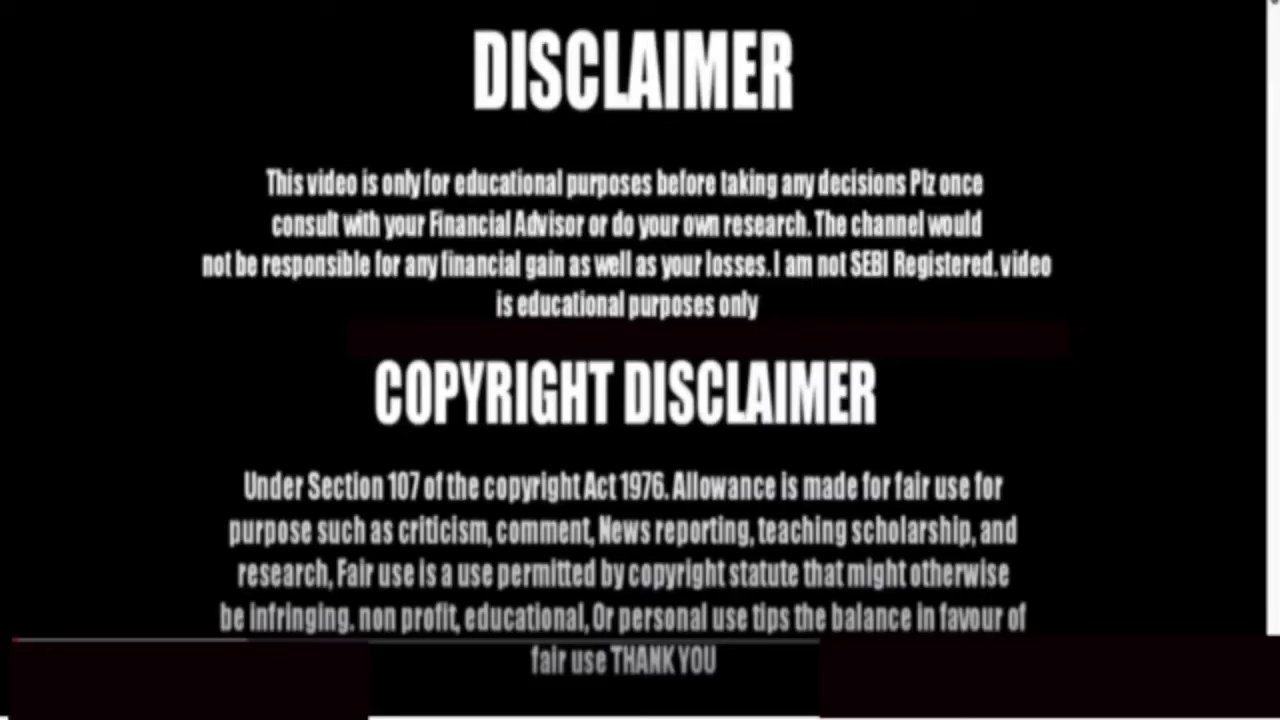 DISCLAIMER
This video is only for educational purposes before taking any decisions Plz once
consult with your Financial Advisor or do your own research. The channel would
not be responsible for any financial gain as well as your losses. I am not SEBI Registered. video
is educational purposes only
COPYRIGHT DISCLAIMER
Under Section 107 of the copyright Act 1976. Allowance is made for fair use for
purpose such as criticism, comment, News reporting, teaching scholarship, and
research, Fair use is a use permitted by copyright statute that might otherwise
be infringing. non profit, educational, Or personal use tips the balance in favour of
fair use THANK YOU